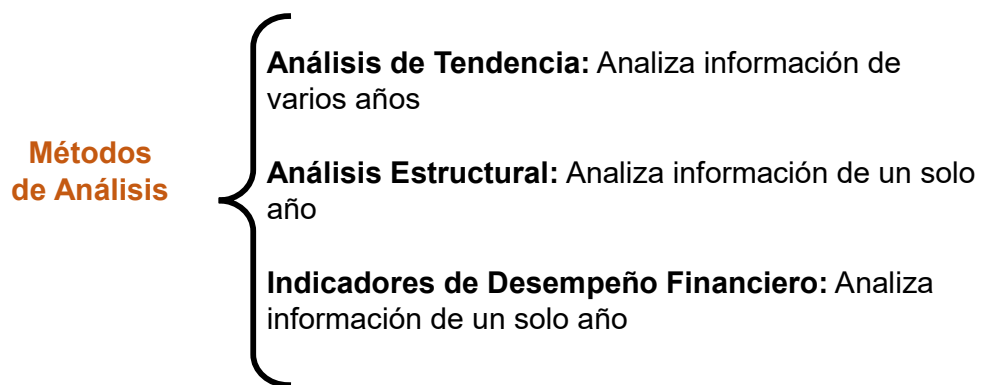 Métodos
de Análisis
Análisis de Tendencia: Analiza información de
varios años
Análisis Estructural: Analiza información de un solo
año
Indicadores de Desempeño Financiero: Analiza
información de un solo año